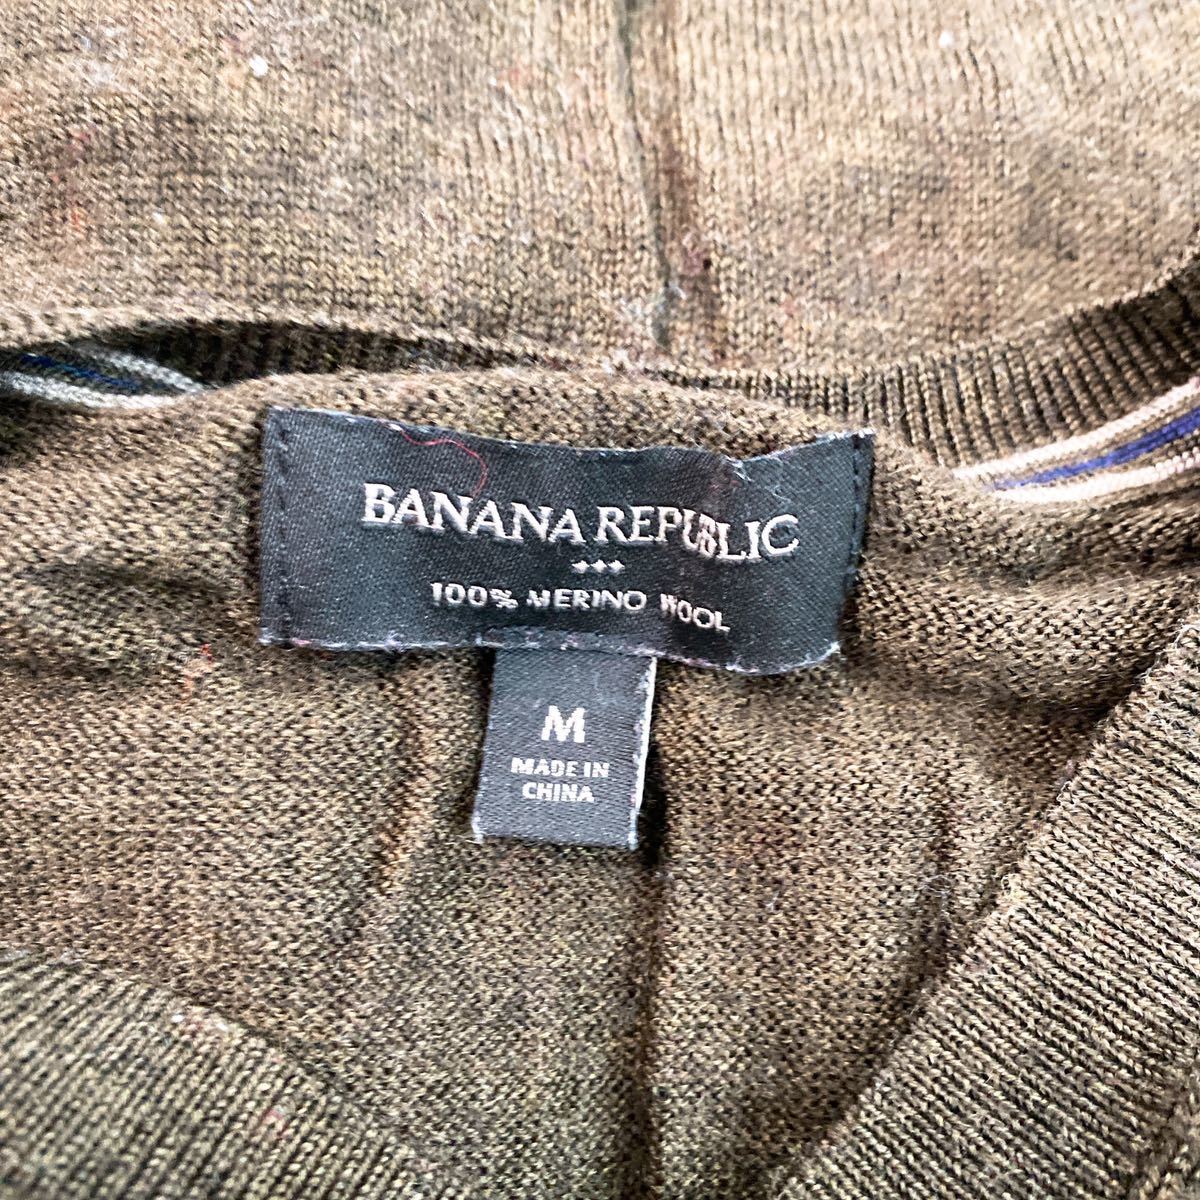 BANANA REPUBLIC
100% MERINO WOOL
M
MADE IN
CHINA